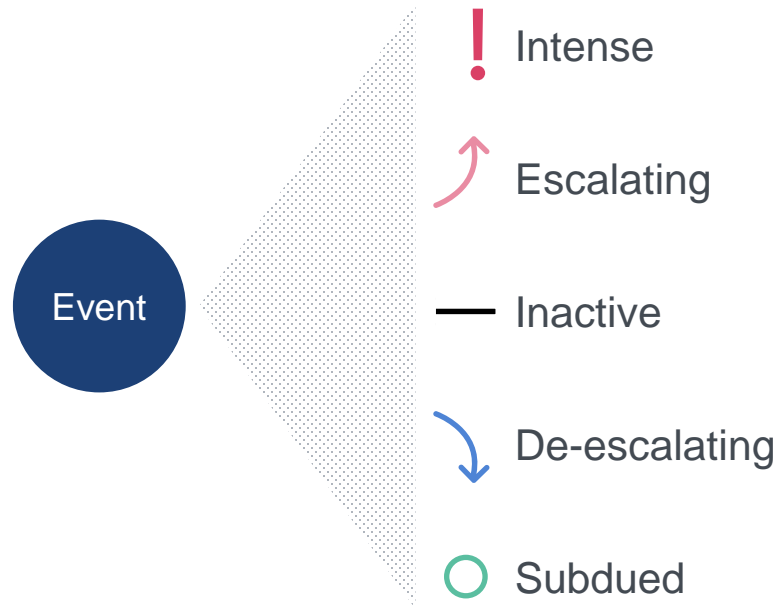 Intense
Escalating
Event
Inactive
De-escalating
Subdued